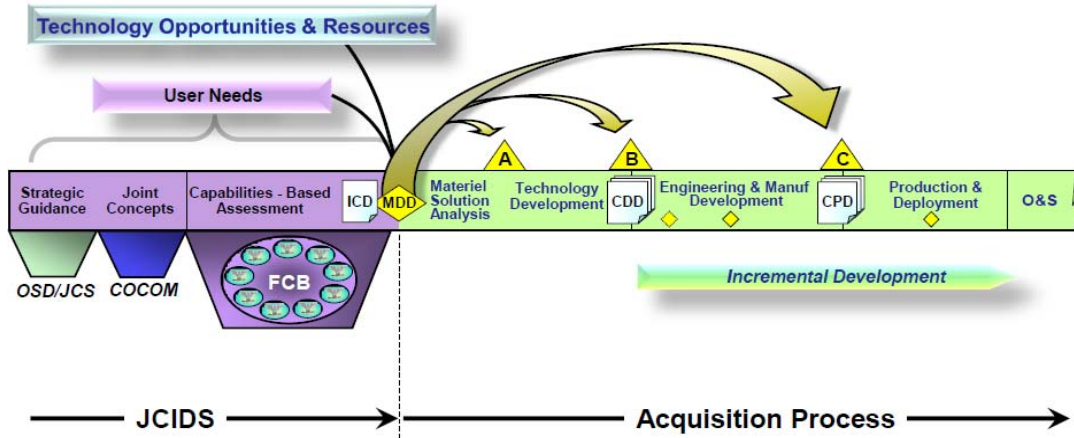 Technology Opportunities & Resources
User Needs
A
B
C
Strategic
Guidance
Joint
Concepts
Capabilities - Based
Assessment
ICD
MDD
Materiel
Solution
Analysis
Technology
Development
CDD
Engineering & Manuf
Development
CPD
Production &
Deployment
O&S
OSD/JCS
COCOM
FCB
Incremental Development
JCIDS
Acquisition Process